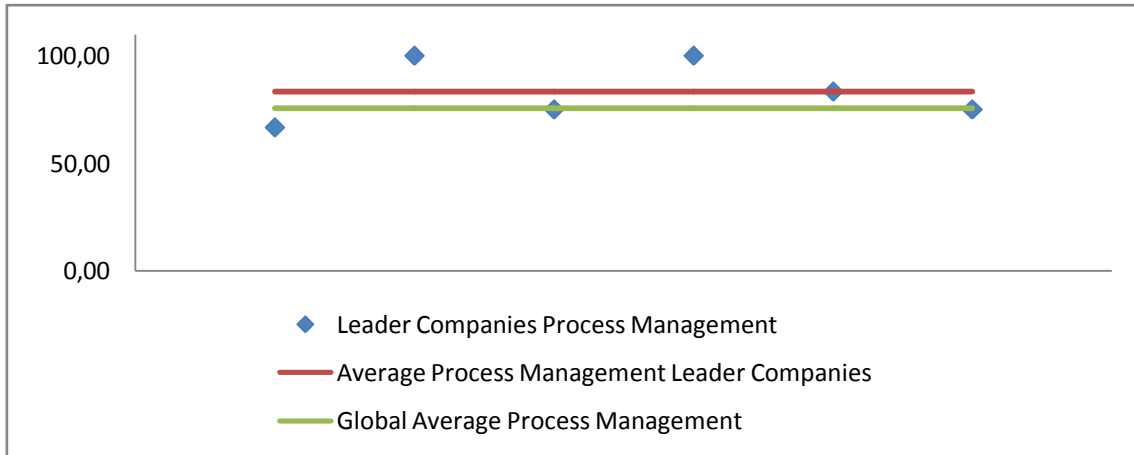 100,00
50,00
0,00
Leader Companies Process Management
Average Process Management Leader Companies
Global Average Process Management